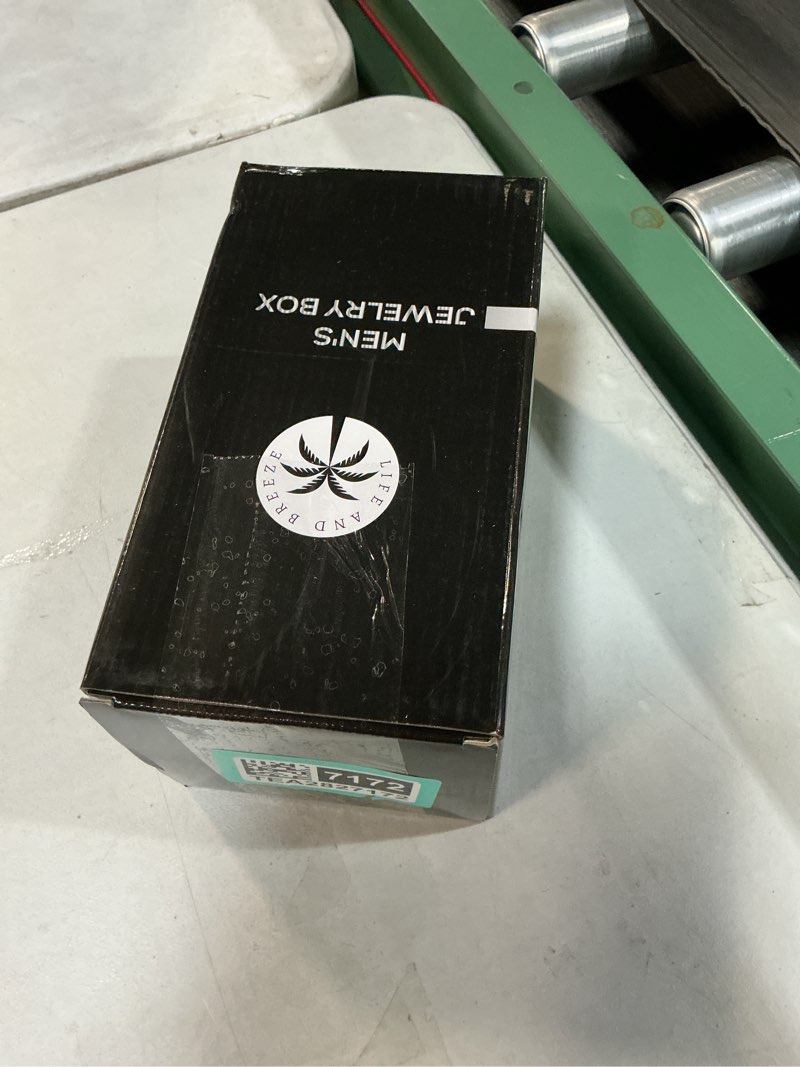 MEN'S
JEWELRY BOX
LIFE AND BREEZE
7172